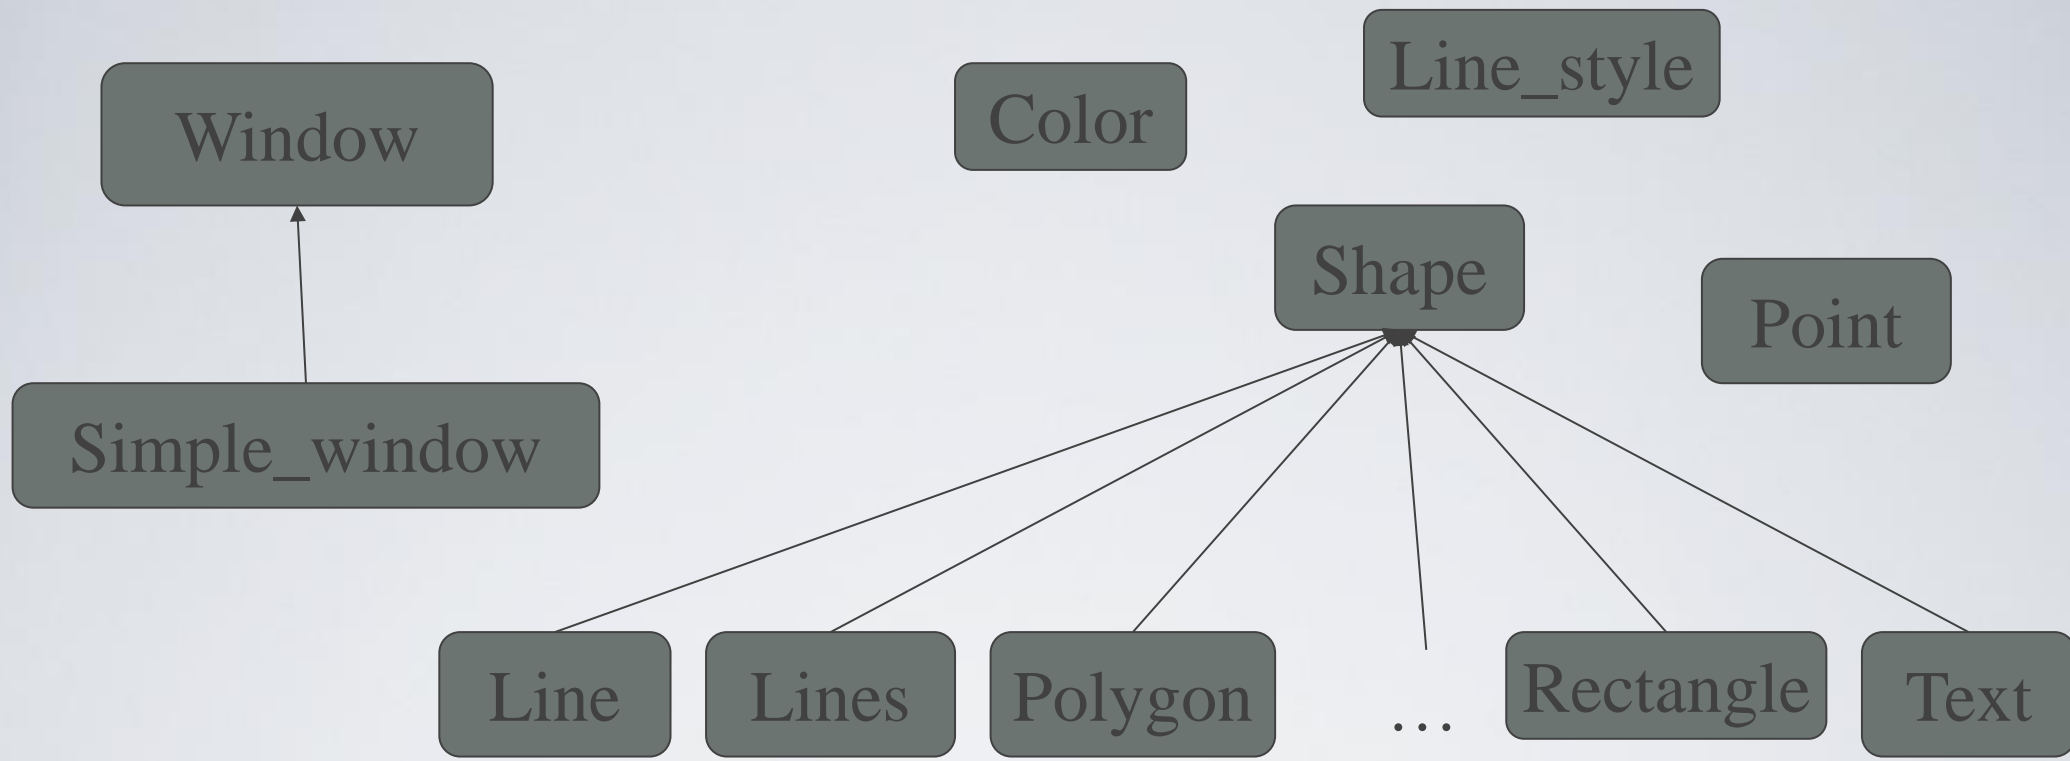 Line_style
Window
Color
Shape
Point
Simple_window
Line
Lines
Polygon
...
Rectangle
Text